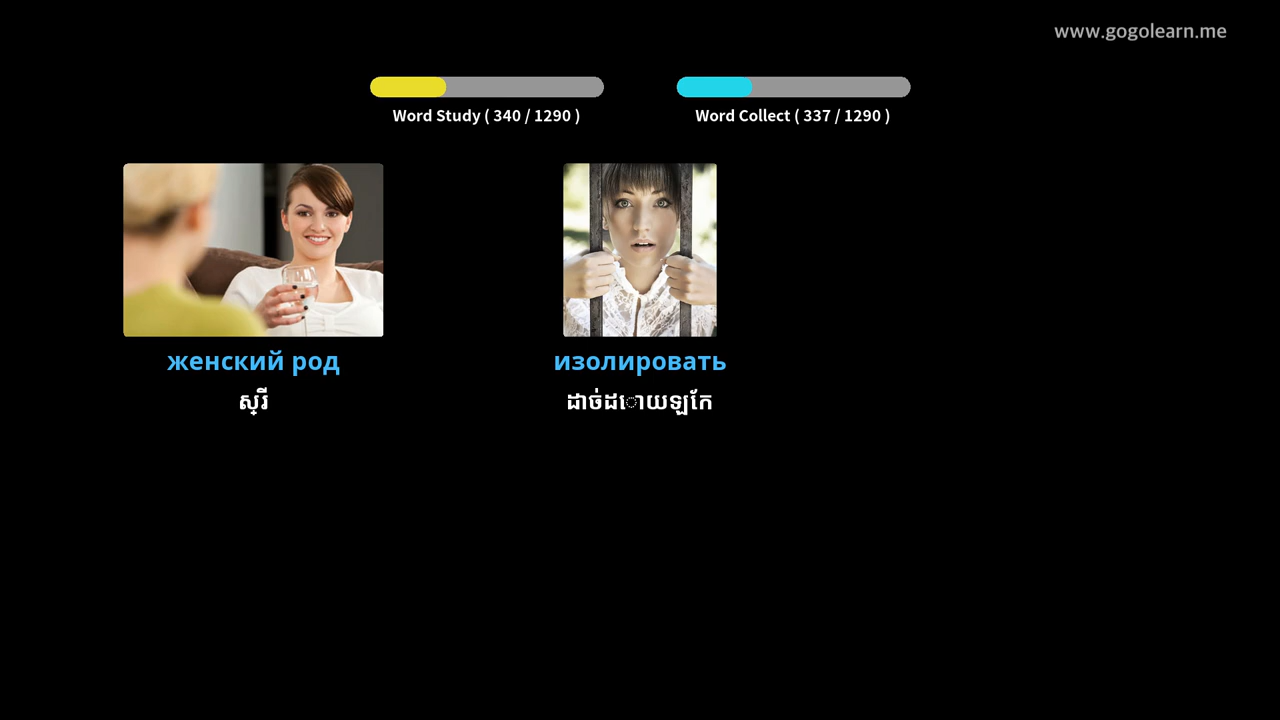 www.gogolearn.me
Word Study ( 340 / 1290 )
Word Collect ( 337 / 1290 )
женский род
ស្រី
изолировать
ដាច់ដោយឡកែ